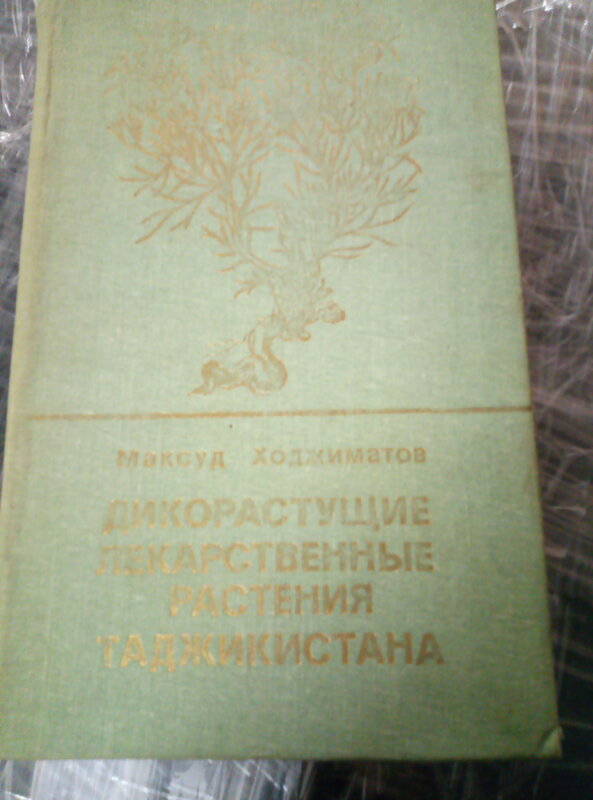 Максуд Ходжиматов
ДИКОРАСТУЩИЕ
ЛЕКАРСТВЕННЫЕ
РАСТЕНИЯ
ТАДЖИКИСТАНА